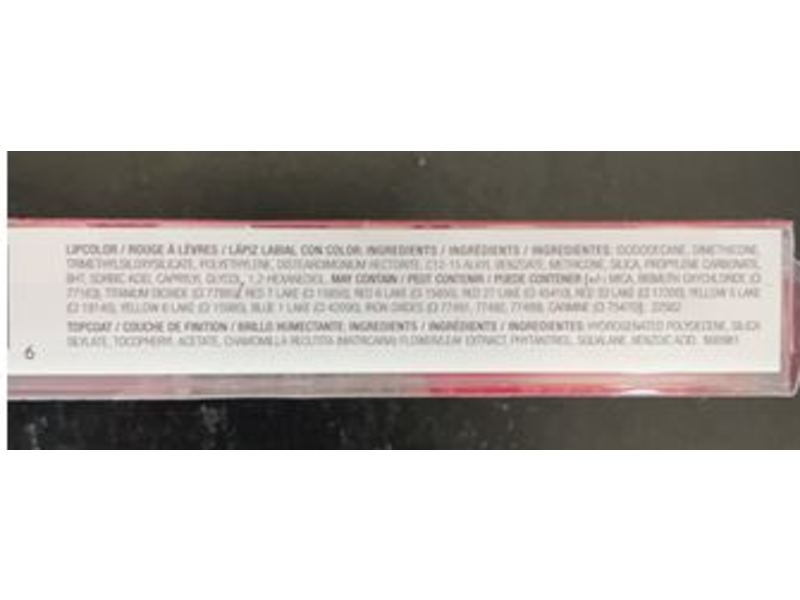 LIPCOLOR / ROUGE À LÈVRES / LÁPIZ LABIAL CON COLOR: INGREDIENTS / INGRÉDIENTS / INGREDIENTES: ISODODECANE, DIMETHICONE,
TRIMETHYLSILOXYSILICATE, POLYETHYLENE, DISTEARDIMONIUM HECTORITE, C12-15 ALKYL BENZOATE, METHICONE, SILICA, PROPYLENE CARBONATE,
BHT, SORBIC ACID, CAPRYLYL GLYCOL, 1,2-HEXANEDIOL. MAY CONTAIN / PEUT CONTENIR / PUEDE CONTENER [+/-: MICA, BISMUTH OXYCHLORIDE (CI
77163), TITANIUM DIOXIDE (CI 77891), RED 7 LAKE (CI 15850), RED 6 LAKE (CI 15850), RED 27 LAKE (CI 45410), RED 33 LAKE (CI 17200), YELLOW 5 LAKE
(CI 19140), YELLOW 6 LAKE (CI 15985), BLUE 1 LAKE (CI 42090), IRON OXIDES (CI 77491, 77492, 77499), CARMINE (CI 75470)].
TOPCOAT / COUCHE DE FINITION / BRILLO HUMECTANTE: INGREDIENTS / INGRÉDIENTS / INGREDIENTES: HYDROGENATED POLYDECENE, SILICA
SILYLATE, TOCOPHERYL ACETATE, CHAMOMILLA RECUTITA (MATRICARIA) FLOWER/LEAF EXTRACT, PHYTANTRIOL, SQUALANE, BENZOIC ACID.
6